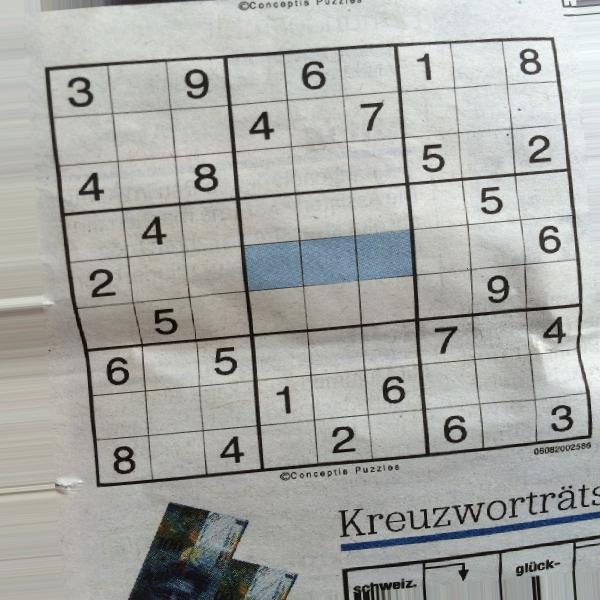 ©Conceptis Puzzles
3 9 6 1 8
4 7
4 8 5 2
4 5
2 6
5 9
6 5 7 4
1 6
8 4 2 6 3
06082002586
©Conceptis Puzzles
Kreuzworträts
schweiz.
glück-